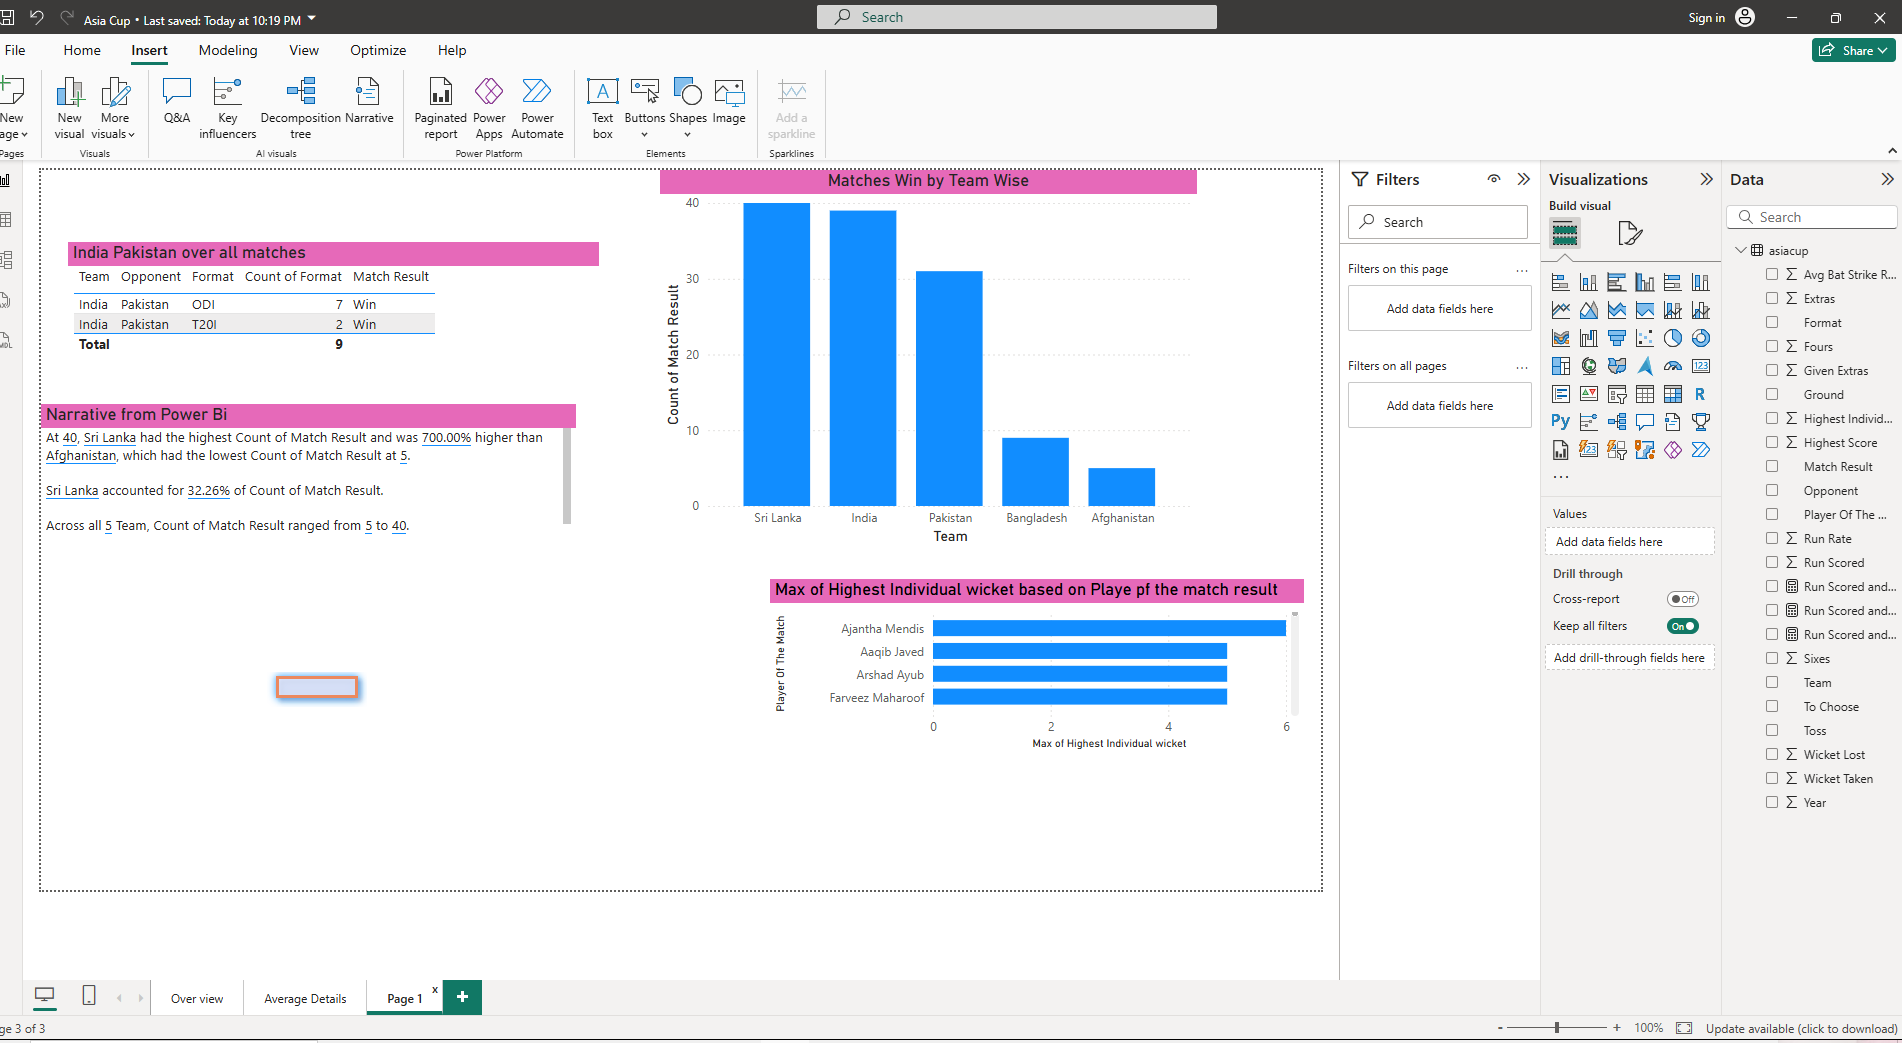 Asia Cup • Last saved: Today at 10:19 PM
Search
Sign in
File
Home
Insert
Modeling
View
Optimize
Help
Share
New
age
Pages
New
visual
More
visuals
Visuals
Q&A
Key
influencers
Decomposition
tree
Narrative
AI visuals
Paginated
report
Power
Apps
Power
Automate
Power Platform
Text
box
Buttons
Shapes
Image
Elements
Add a
sparkline
Sparklines
India Pakistan over all matches
Team Opponent Format Count of Format Match Result
India Pakistan ODI 7 Win
India Pakistan T20I 2 Win
Total 9
Narrative from Power Bi
At 40, Sri Lanka had the highest Count of Match Result and was 700.00% higher than
Afghanistan, which had the lowest Count of Match Result at 5.
Sri Lanka accounted for 32.26% of Count of Match Result.
Across all 5 Team, Count of Match Result ranged from 5 to 40.
Matches Win by Team Wise
Count of Match Result
40
30
20
10
0
Sri Lanka
India
Pakistan
Bangladesh
Afghanistan
Team
Max of Highest Individual wicket based on Playe pf the match result
Player Of The Match
Ajantha Mendis
Aaqib Javed
Arshad Ayub
Farveez Maharoof
0 2 4 6
Max of Highest Individual wicket
Filters
Search
Filters on this page ...
Add data fields here
Filters on all pages ...
Add data fields here
Visualizations
Build visual
123
R
Py
123
...
Values
Add data fields here
Drill through
Cross-report
Off
Keep all filters
On
Add drill-through fields here
Data
Search
asiacup
Avg Bat Strike R...
Extras
Format
Fours
Given Extras
Ground
Highest Individ...
Highest Score
Match Result
Opponent
Player Of The ...
Run Rate
Run Scored
Run Scored and...
Run Scored and...
Run Scored and...
Sixes
Team
To Choose
Toss
Wicket Lost
Wicket Taken
Year
Over view
Average Details
Page 1
x
+
ge 3 of 3
- + 100%
Update available (click to download)